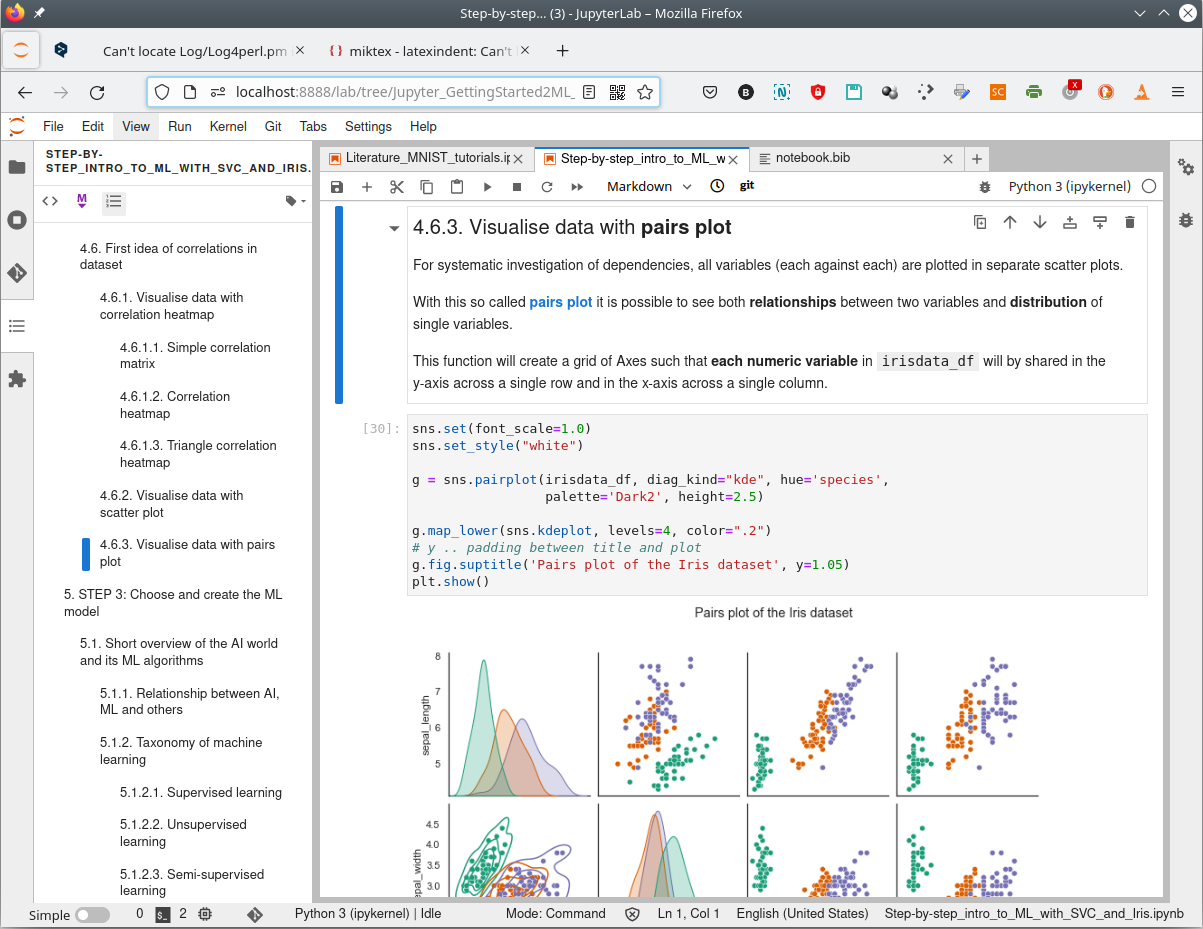 Step-by-step... (3) - JupyterLab – Mozilla Firefox
Can't locate Log/Log4perl.pm
{ } miktex - latexindent: Can't
localhost:8888/lab/tree/Jupyter_GettingStarted2ML_
B
N
SC
x
File Edit View Run Kernel Git Tabs Settings Help
STEP-BY-
STEP_INTRO_TO_ML_WITH_SVC_AND_IRIS.
M
4.6. First idea of correlations in
dataset
4.6.1. Visualise data with
correlation heatmap
4.6.1.1. Simple correlation
matrix
4.6.1.2. Correlation
heatmap
4.6.1.3. Triangle correlation
heatmap
4.6.2. Visualise data with
scatter plot
4.6.3. Visualise data with pairs
plot
5. STEP 3: Choose and create the ML
model
5.1. Short overview of the AI world
and its ML algorithms
5.1.1. Relationship between AI,
ML and others
5.1.2. Taxonomy of machine
learning
5.1.2.1. Supervised learning
5.1.2.2. Unsupervised
learning
5.1.2.3. Semi-supervised
learning
Literature_MNIST_tutorials.ip
Step-by-step_intro_to_ML_w
notebook.bib
Markdown
git
Python 3 (ipykernel)
4.6.3. Visualise data with pairs plot
For systematic investigation of dependencies, all variables (each against each) are plotted in separate scatter plots.
With this so called pairs plot it is possible to see both relationships between two variables and distribution of
single variables.
This function will create a grid of Axes such that each numeric variable in irisdata_df will by shared in the
y-axis across a single row and in the x-axis across a single column.
[30]:
sns.set(font_scale=1.0)
sns.set_style("white")
g = sns.pairplot(irisdata_df, diag_kind="kde", hue='species',
palette='Dark2', height=2.5)
g.map_lower(sns.kdeplot, levels=4, color=".2")
# y .. padding between title and plot
g.fig.suptitle('Pairs plot of the Iris dataset', y=1.05)
plt.show()
Pairs plot of the Iris dataset
8
7
6
5
sepal_length
4.5
4.0
3.5
3.0
epal_width
Simple 0 $_ 2 Python 3 (ipykernel) | Idle Mode: Command Ln 1, Col 1 English (United States) Step-by-step_intro_to_ML_with_SVC_and_Iris.ipynb